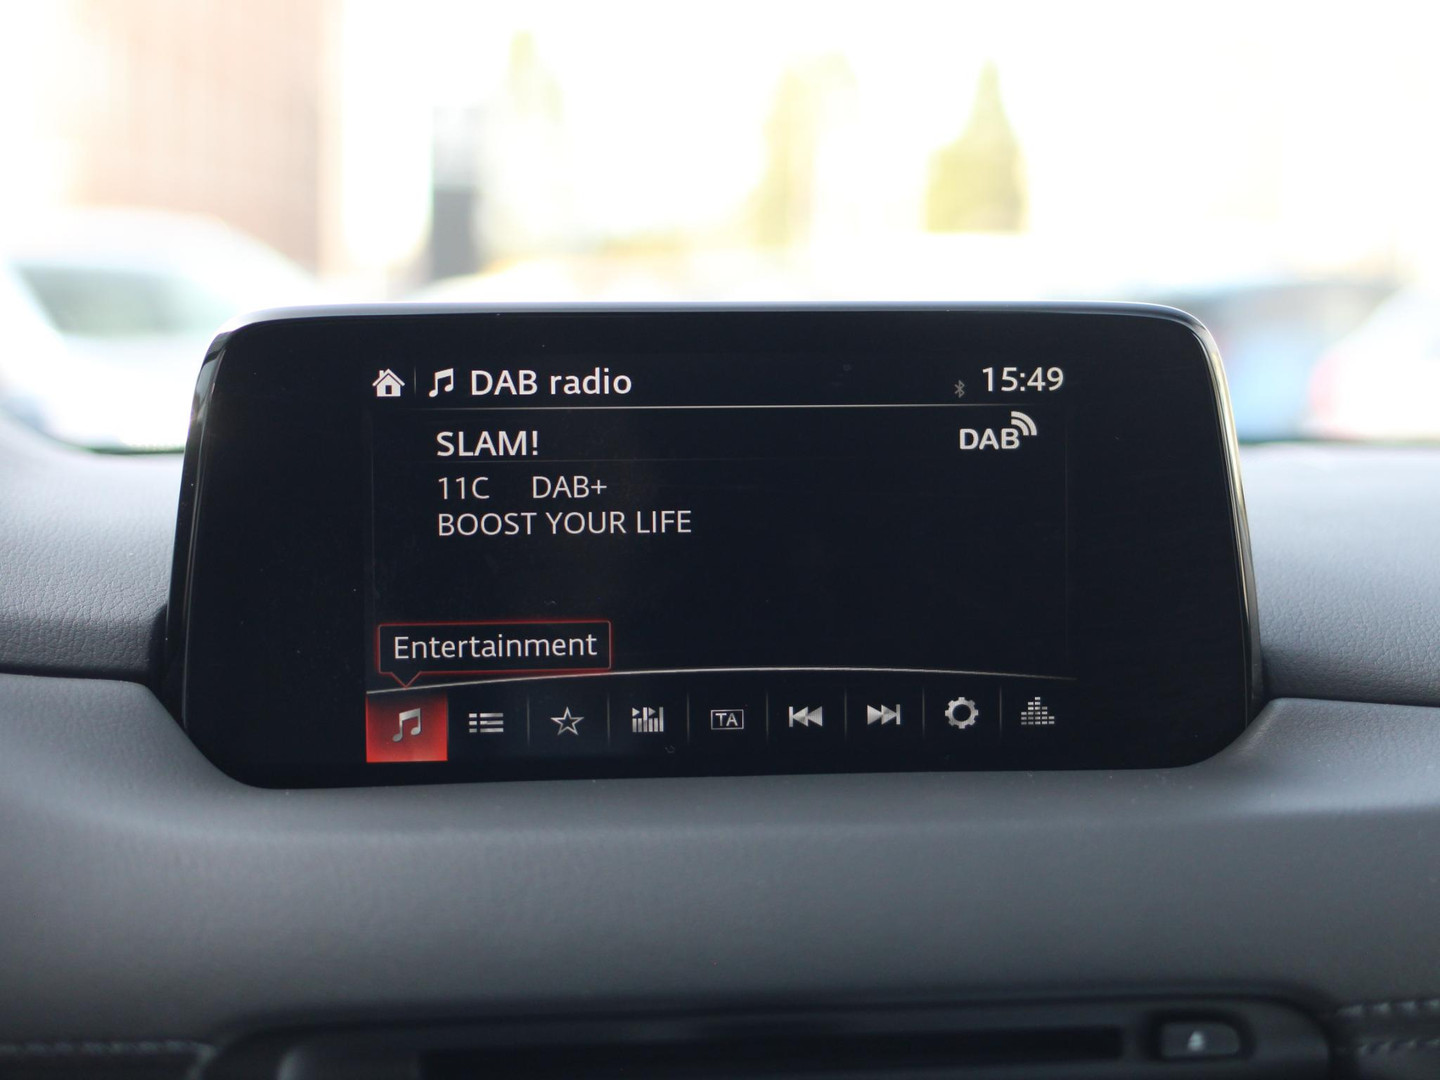 DAB radio 15:49
SLAM! DAB
11C DAB+
BOOST YOUR LIFE
Entertainment
TA